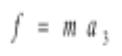 f = m a₃